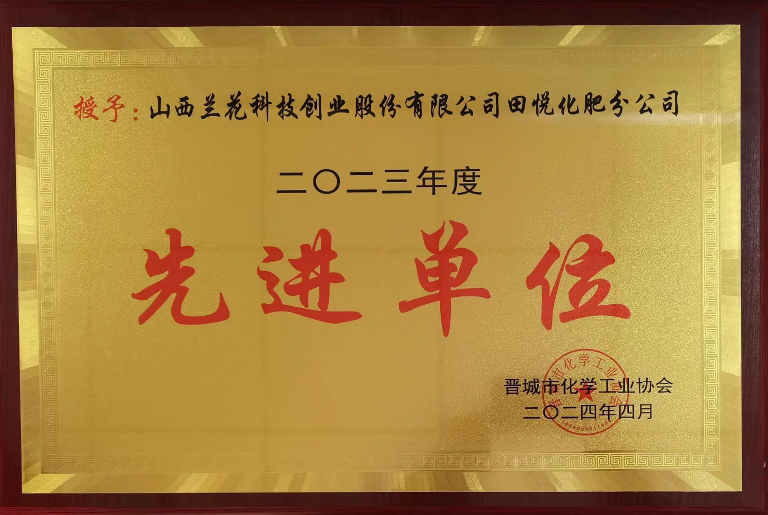 授予：山西兰花科技创业股份有限公司田悦化肥分公司
二〇二三年度
先进单位
晋城市化学工业协会
二〇二四年四月